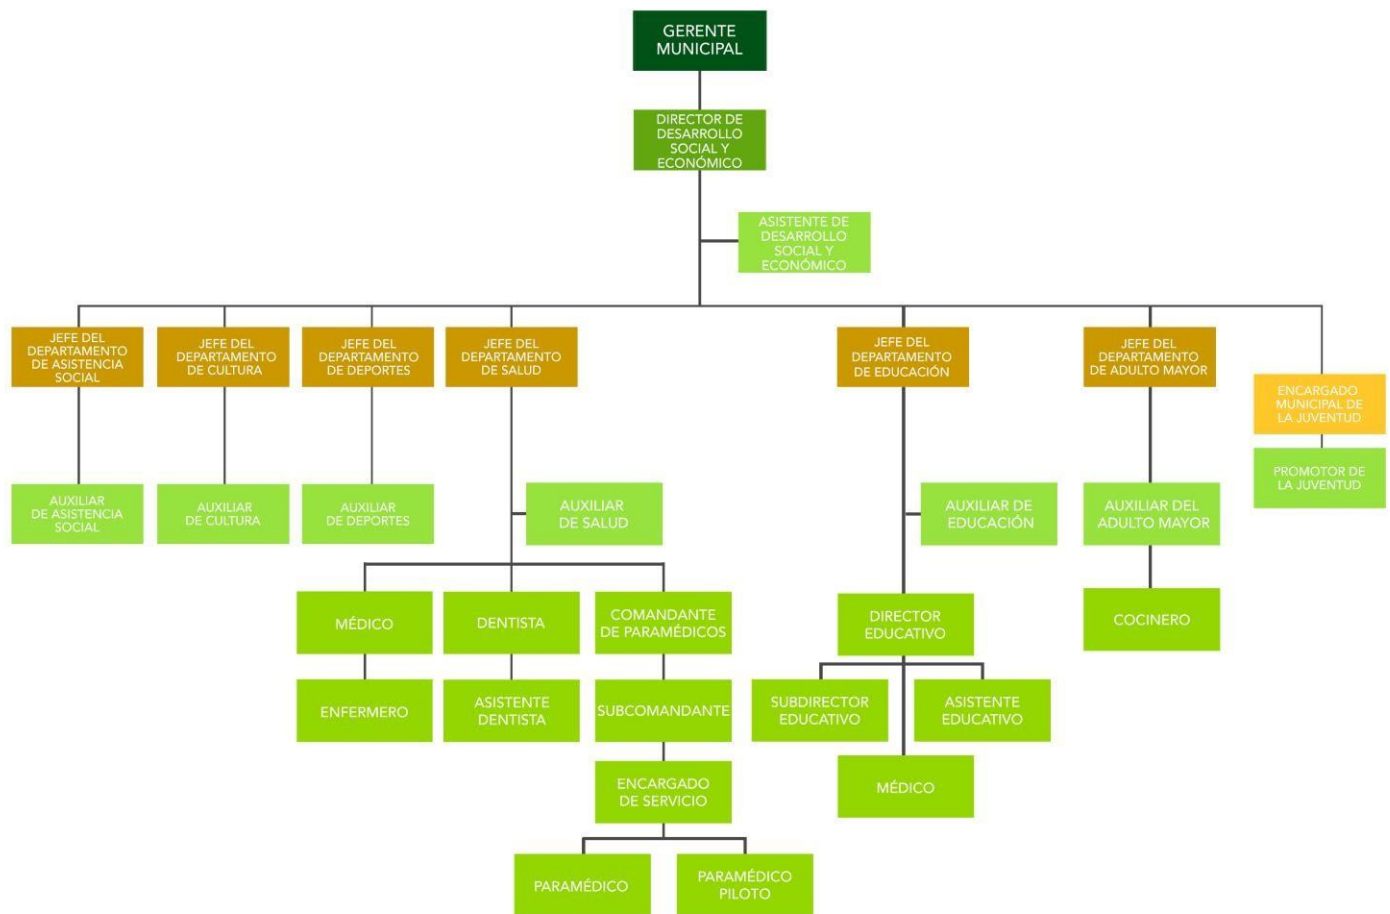 GERENTE
MUNICIPAL
DIRECTOR DE
DESARROLLO
SOCIAL Y
ECONÓMICO
ASISTENTE DE
DESARROLLO
SOCIAL Y
ECONÓMICO
JEFE DEL
DEPARTAMENTO
DE ASISTENCIA
SOCIAL
JEFE DEL
DEPARTAMENTO
DE CULTURA
JEFE DEL
DEPARTAMENTO
DE DEPORTES
JEFE DEL
DEPARTAMENTO
DE SALUD
JEFE DEL
DEPARTAMENTO
DE EDUCACIÓN
JEFE DEL
DEPARTAMENTO
DE ADULTO MAYOR
ENCARGADO
MUNICIPAL DE
LA JUVENTUD
PROMOTOR DE
LA JUVENTUD
AUXILIAR
DE ASISTENCIA
SOCIAL
AUXILIAR
DE CULTURA
AUXILIAR
DE DEPORTES
AUXILIAR
DE SALUD
AUXILIAR DE
EDUCACIÓN
AUXILIAR DEL
ADULTO MAYOR
MÉDICO
DENTISTA
COMANDANTE
DE PARAMÉDICOS
DIRECTOR
EDUCATIVO
COCINERO
ENFERMERO
ASISTENTE
DENTISTA
SUBCOMANDANTE
SUBDIRECTOR
EDUCATIVO
ASISTENTE
EDUCATIVO
ENCARGADO
DE SERVICIO
MÉDICO
PARAMÉDICO
PARAMÉDICO
PILOTO